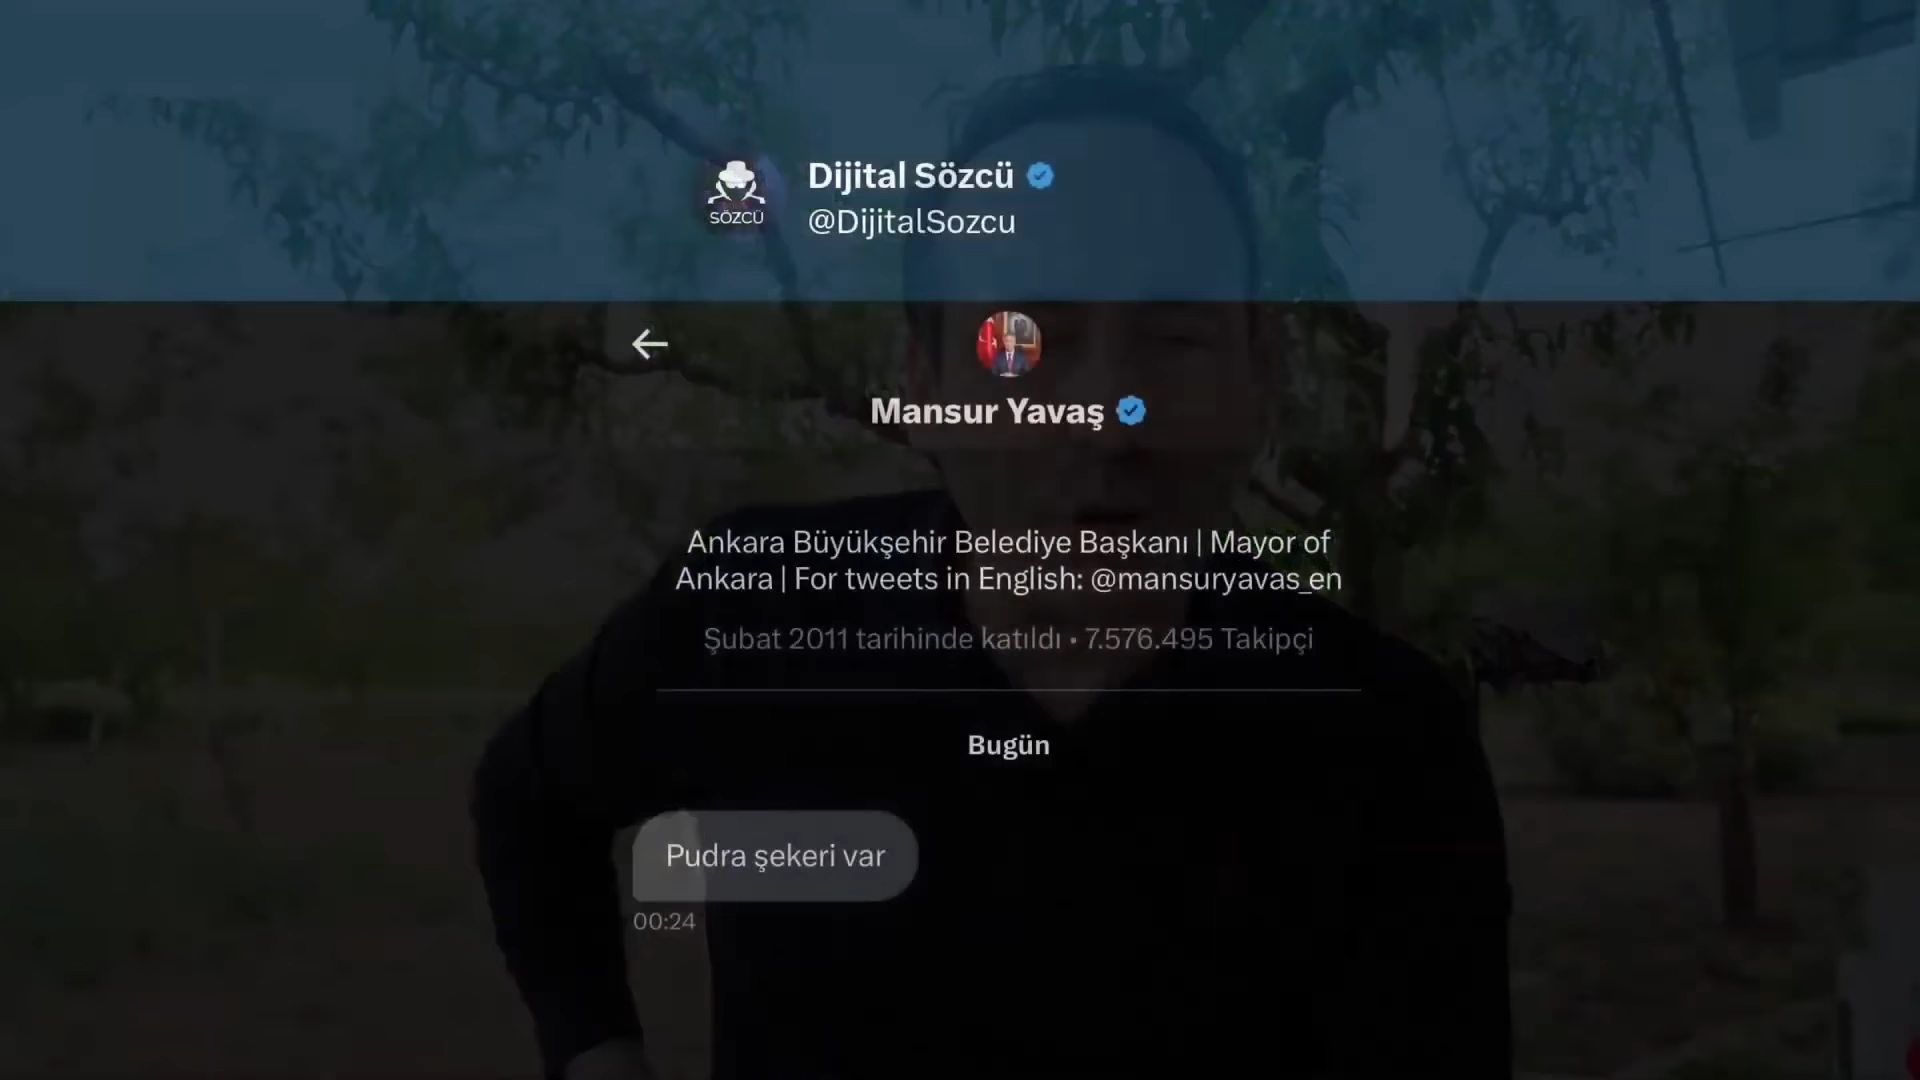 SÖZCÜ
Dijital Sözcü
@DijitalSozcu
Mansur Yavaş
Ankara Büyükşehir Belediye Başkanı | Mayor of
Ankara | For tweets in English: @mansuryavas_en
Şubat 2011 tarihinde katıldı • 7.576.495 Takipçi
Bugün
Pudra şekeri var
00:24